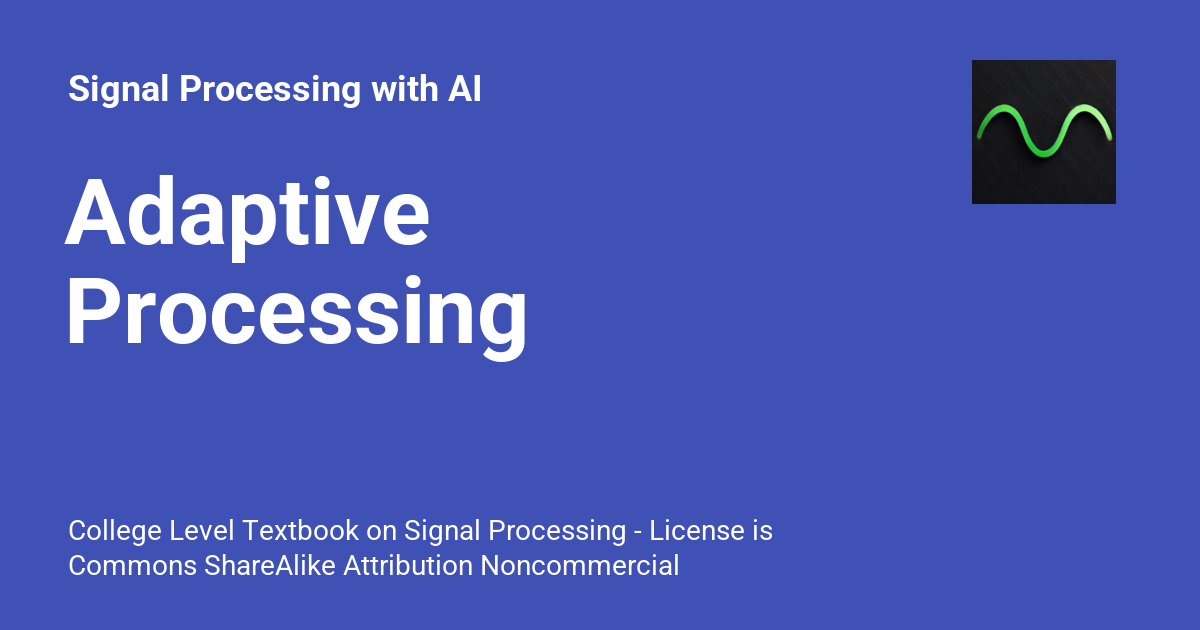 Signal Processing with AI
Adaptive
Processing
College Level Textbook on Signal Processing - License is
Commons ShareAlike Attribution Noncommercial